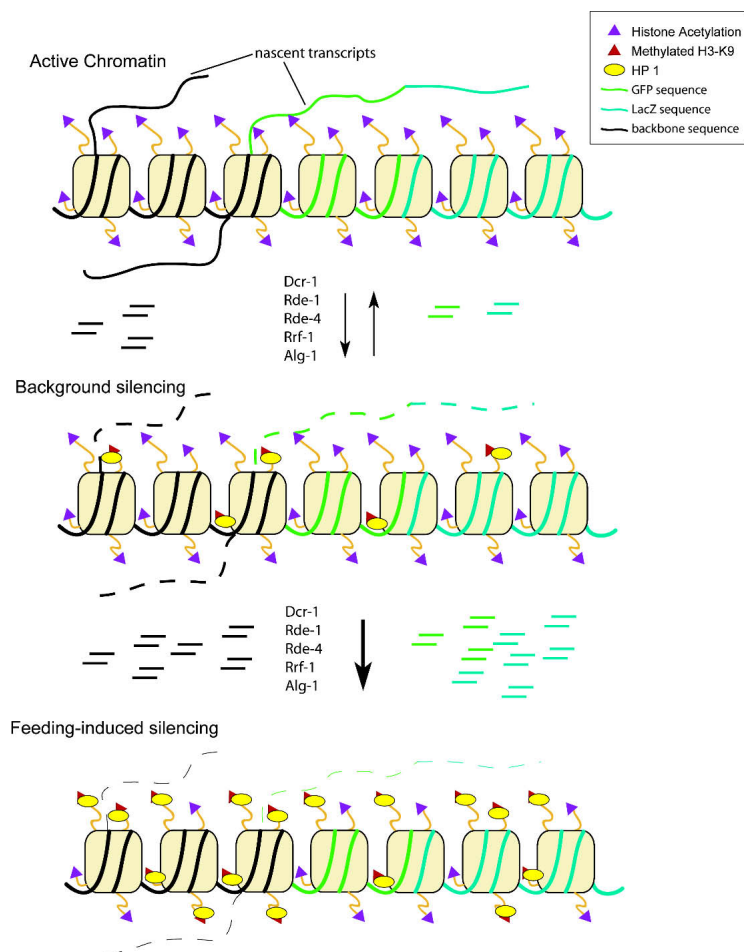 Histone Acetylation
Methylated H3-K9
HP 1
GFP sequence
LacZ sequence
backbone sequence
nascent transcripts
Active Chromatin
Dcr-1
Rde-1
Rde-4
Rrf-1
Alg-1
Background silencing
Dcr-1
Rde-1
Rde-4
Rrf-1
Alg-1
Feeding-induced silencing